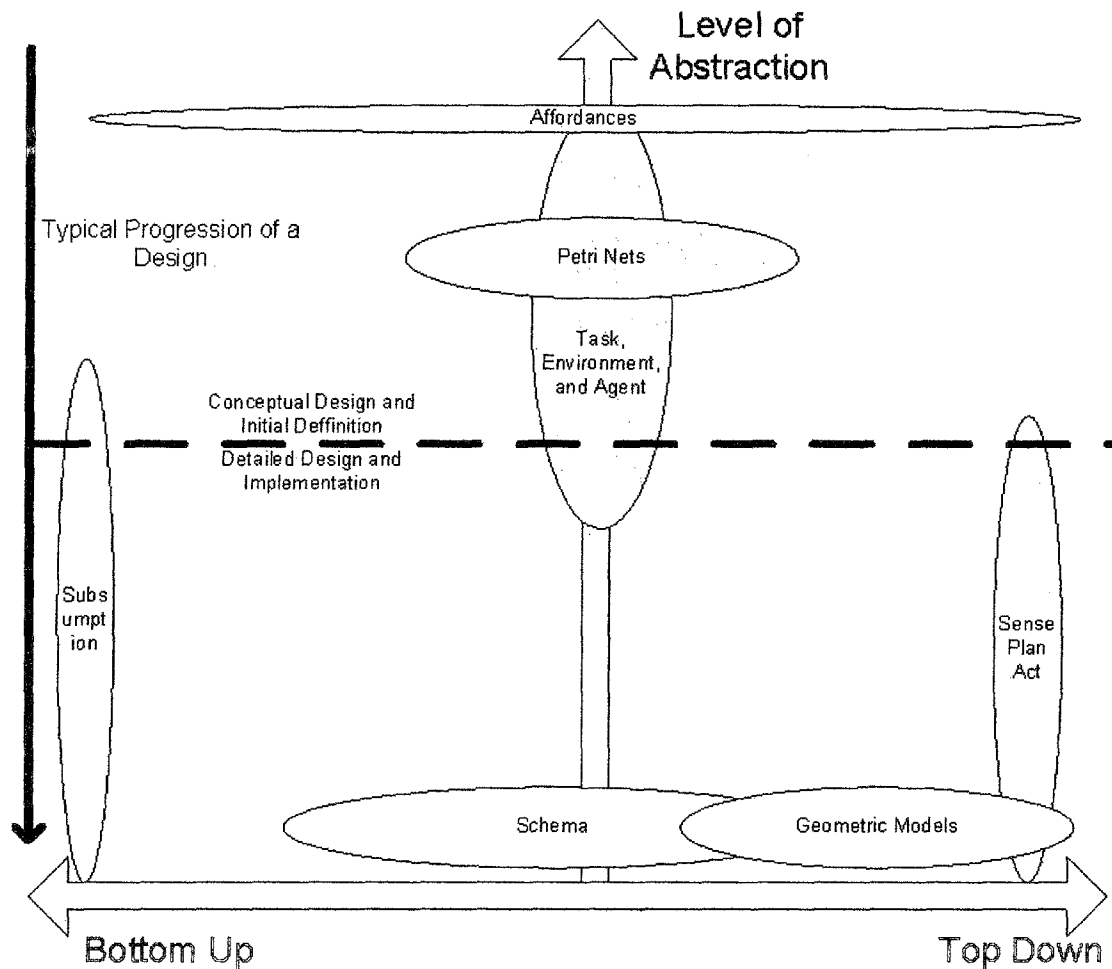 Level of
Abstraction
Affordances
Typical Progression of a
Design
Petri Nets
Task,
Environment,
and Agent
Conceptual Design and
Initial Deffinition
Detailed Design and
Implementation
Subs
umpt
ion
Sense
Plan
Act
Schema
Geometric Models
Bottom Up
Top Down